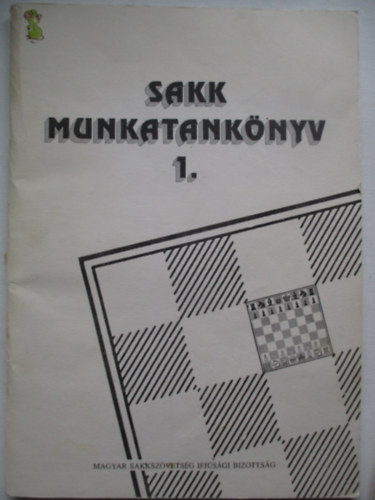 SAKK
MUNKATANKÖNYV
1.
MAGYAR SAKKSZÖVETSÉG IFJÚSÁGI BIZOTTSÁG